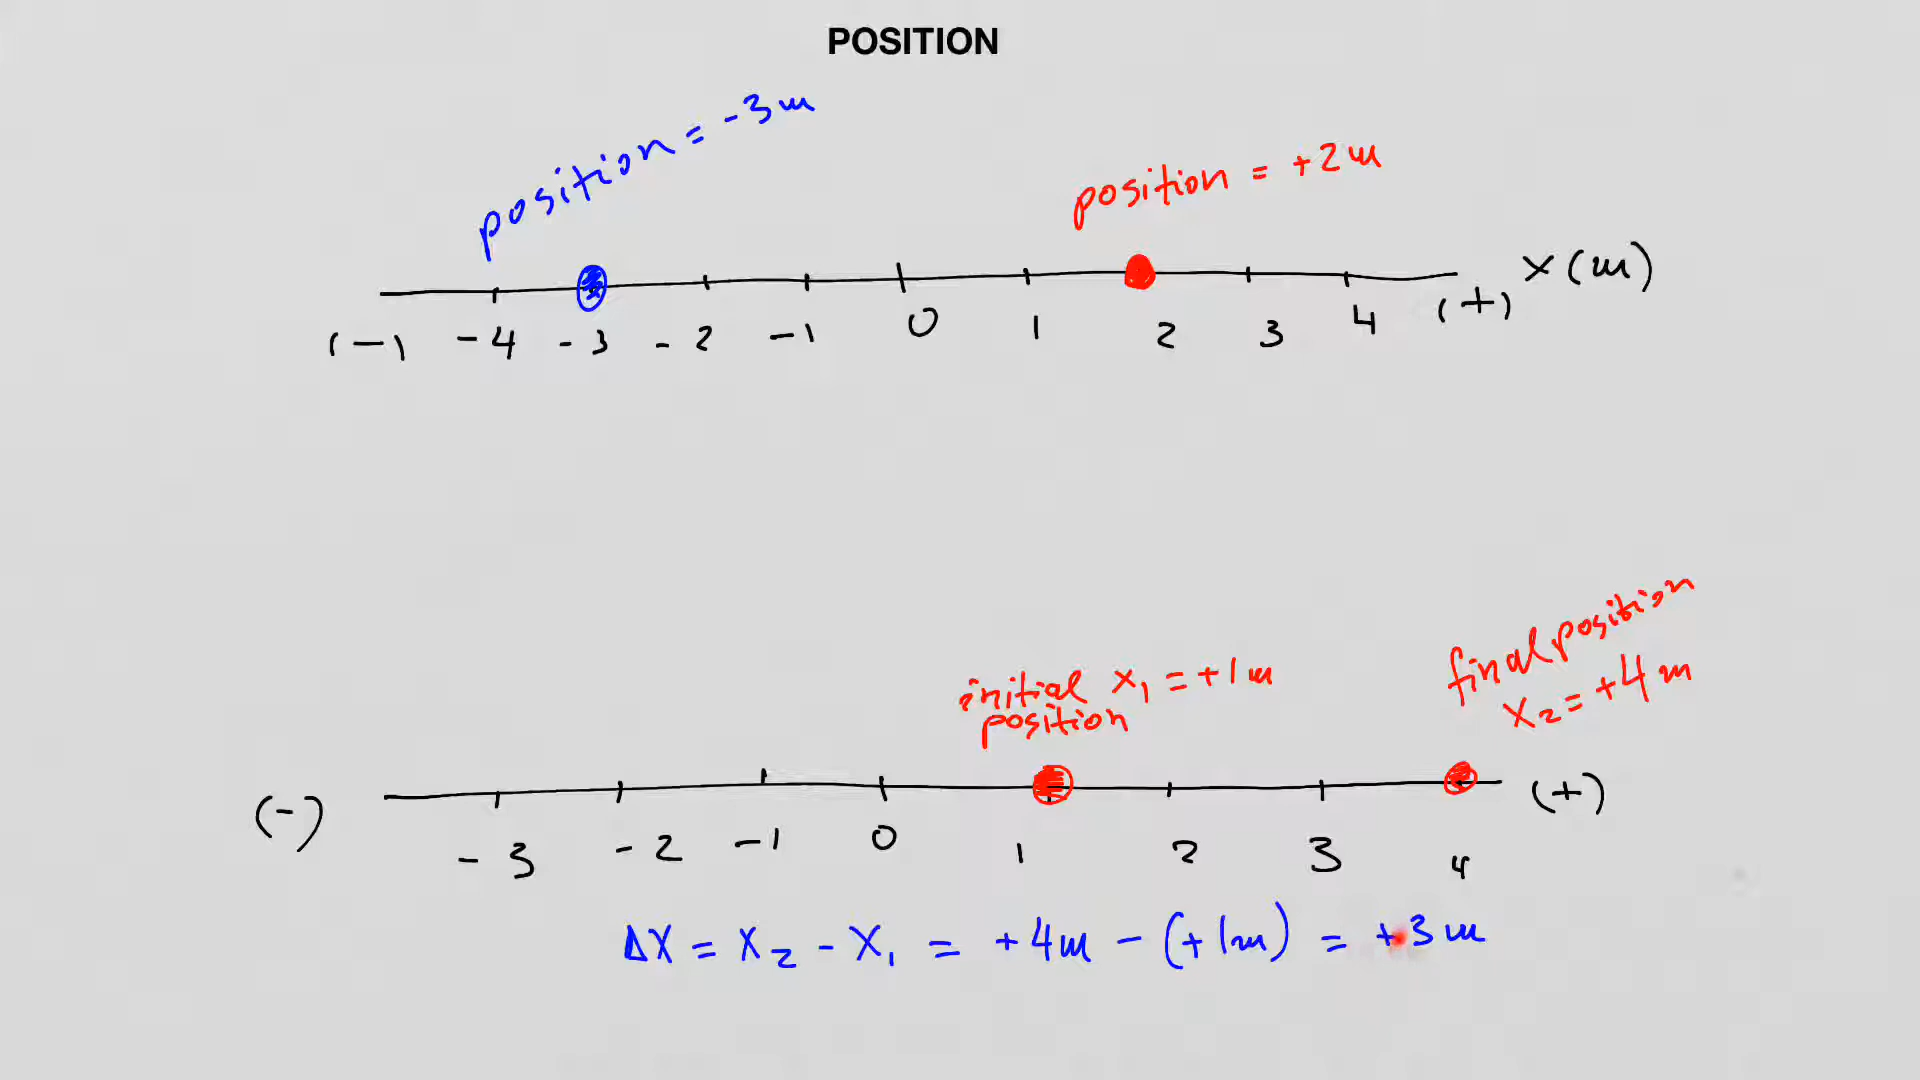 POSITION
position = -3m
position = +2m
x (m)
(-) -4 -3 -2 -1 0 1 2 3 4 (+)
initial x₁ = +1m
position
final position
x₂ = +4m
(-) (+)
-3 -2 -1 0 1 2 3 4
Δx = x₂ - x₁ = +4m - (+1m) = +3m